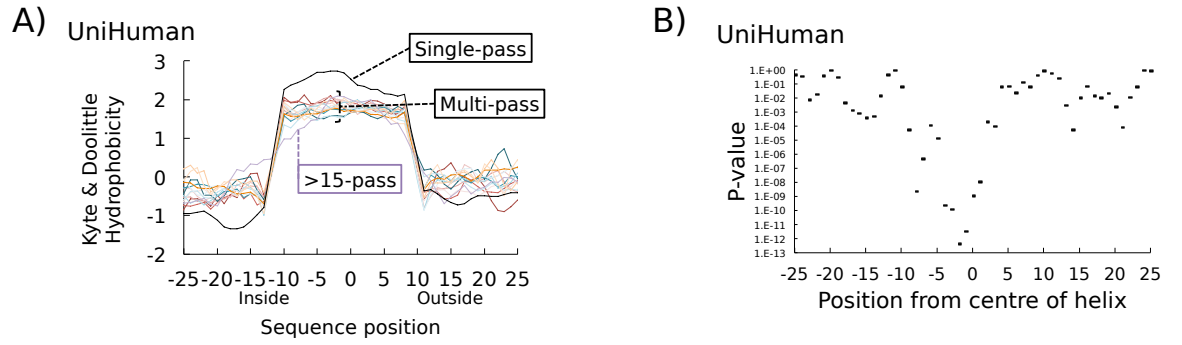 A)
UniHuman
Kyte & Doolittle
Hydrophobicity
3
2
1
0
-1
-2
Single-pass
Multi-pass
>15-pass
-25 -20 -15 -10 -5 0 5 10 15 20 25
Inside Outside
Sequence position
B)
UniHuman
P-value
1.E+00
1.E-01
1.E-02
1.E-03
1.E-04
1.E-05
1.E-06
1.E-07
1.E-08
1.E-09
1.E-10
1.E-11
1.E-12
1.E-13
-25 -20 -15 -10 -5 0 5 10 15 20 25
Position from centre of helix